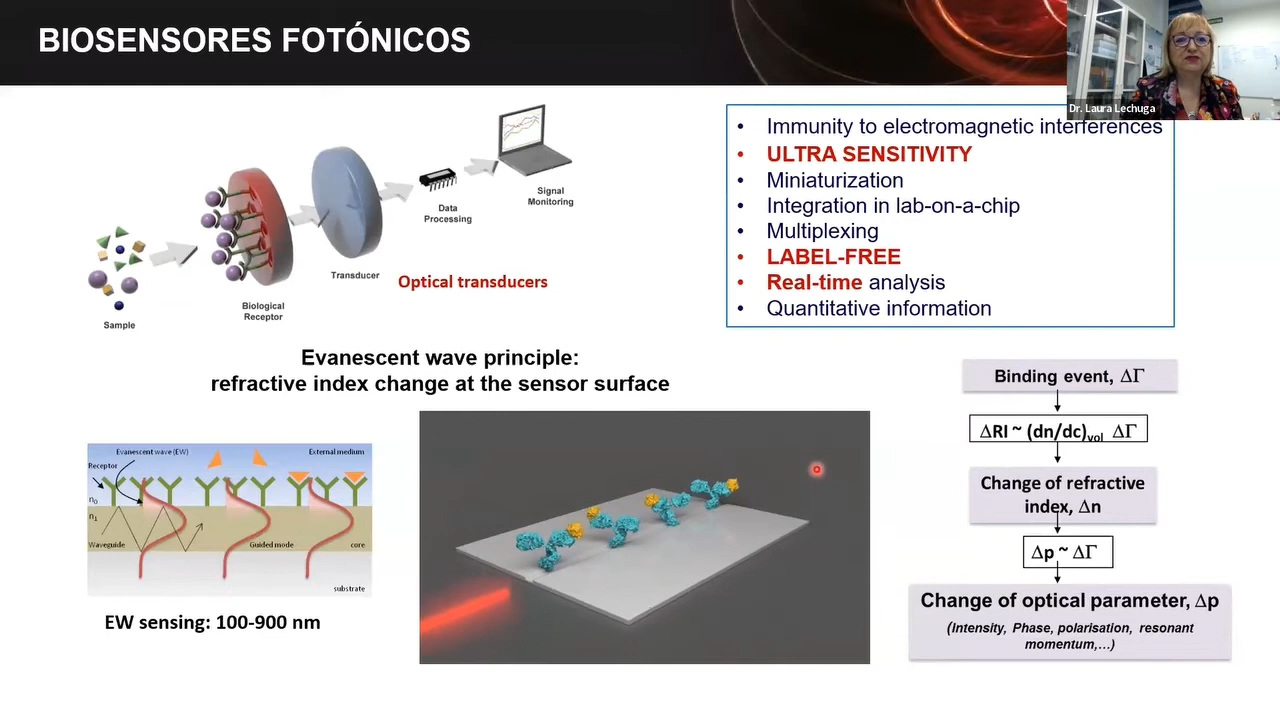 BIOSENSORES FOTÓNICOS
Dr. Laura Lechuga
Sample
Biological
Receptor
Transducer
Data
Processing
Signal
Monitoring
Optical transducers
• Immunity to electromagnetic interferences
• ULTRA SENSITIVITY
• Miniaturization
• Integration in lab-on-a-chip
• Multiplexing
• LABEL-FREE
• Real-time analysis
• Quantitative information
Evanescent wave principle:
refractive index change at the sensor surface
Evanescent wave (EW)
External medium
Receptor
n₀
n₁
Waveguide
Guided mode
core
substrate
EW sensing: 100-900 nm
Binding event, ΔΓ
ΔRI ~ (dn/dc)vol ΔΓ
Change of refractive
index, Δn
Δp ~ ΔΓ
Change of optical parameter, Δp
(Intensity, Phase, polarisation, resonant
momentum,...)